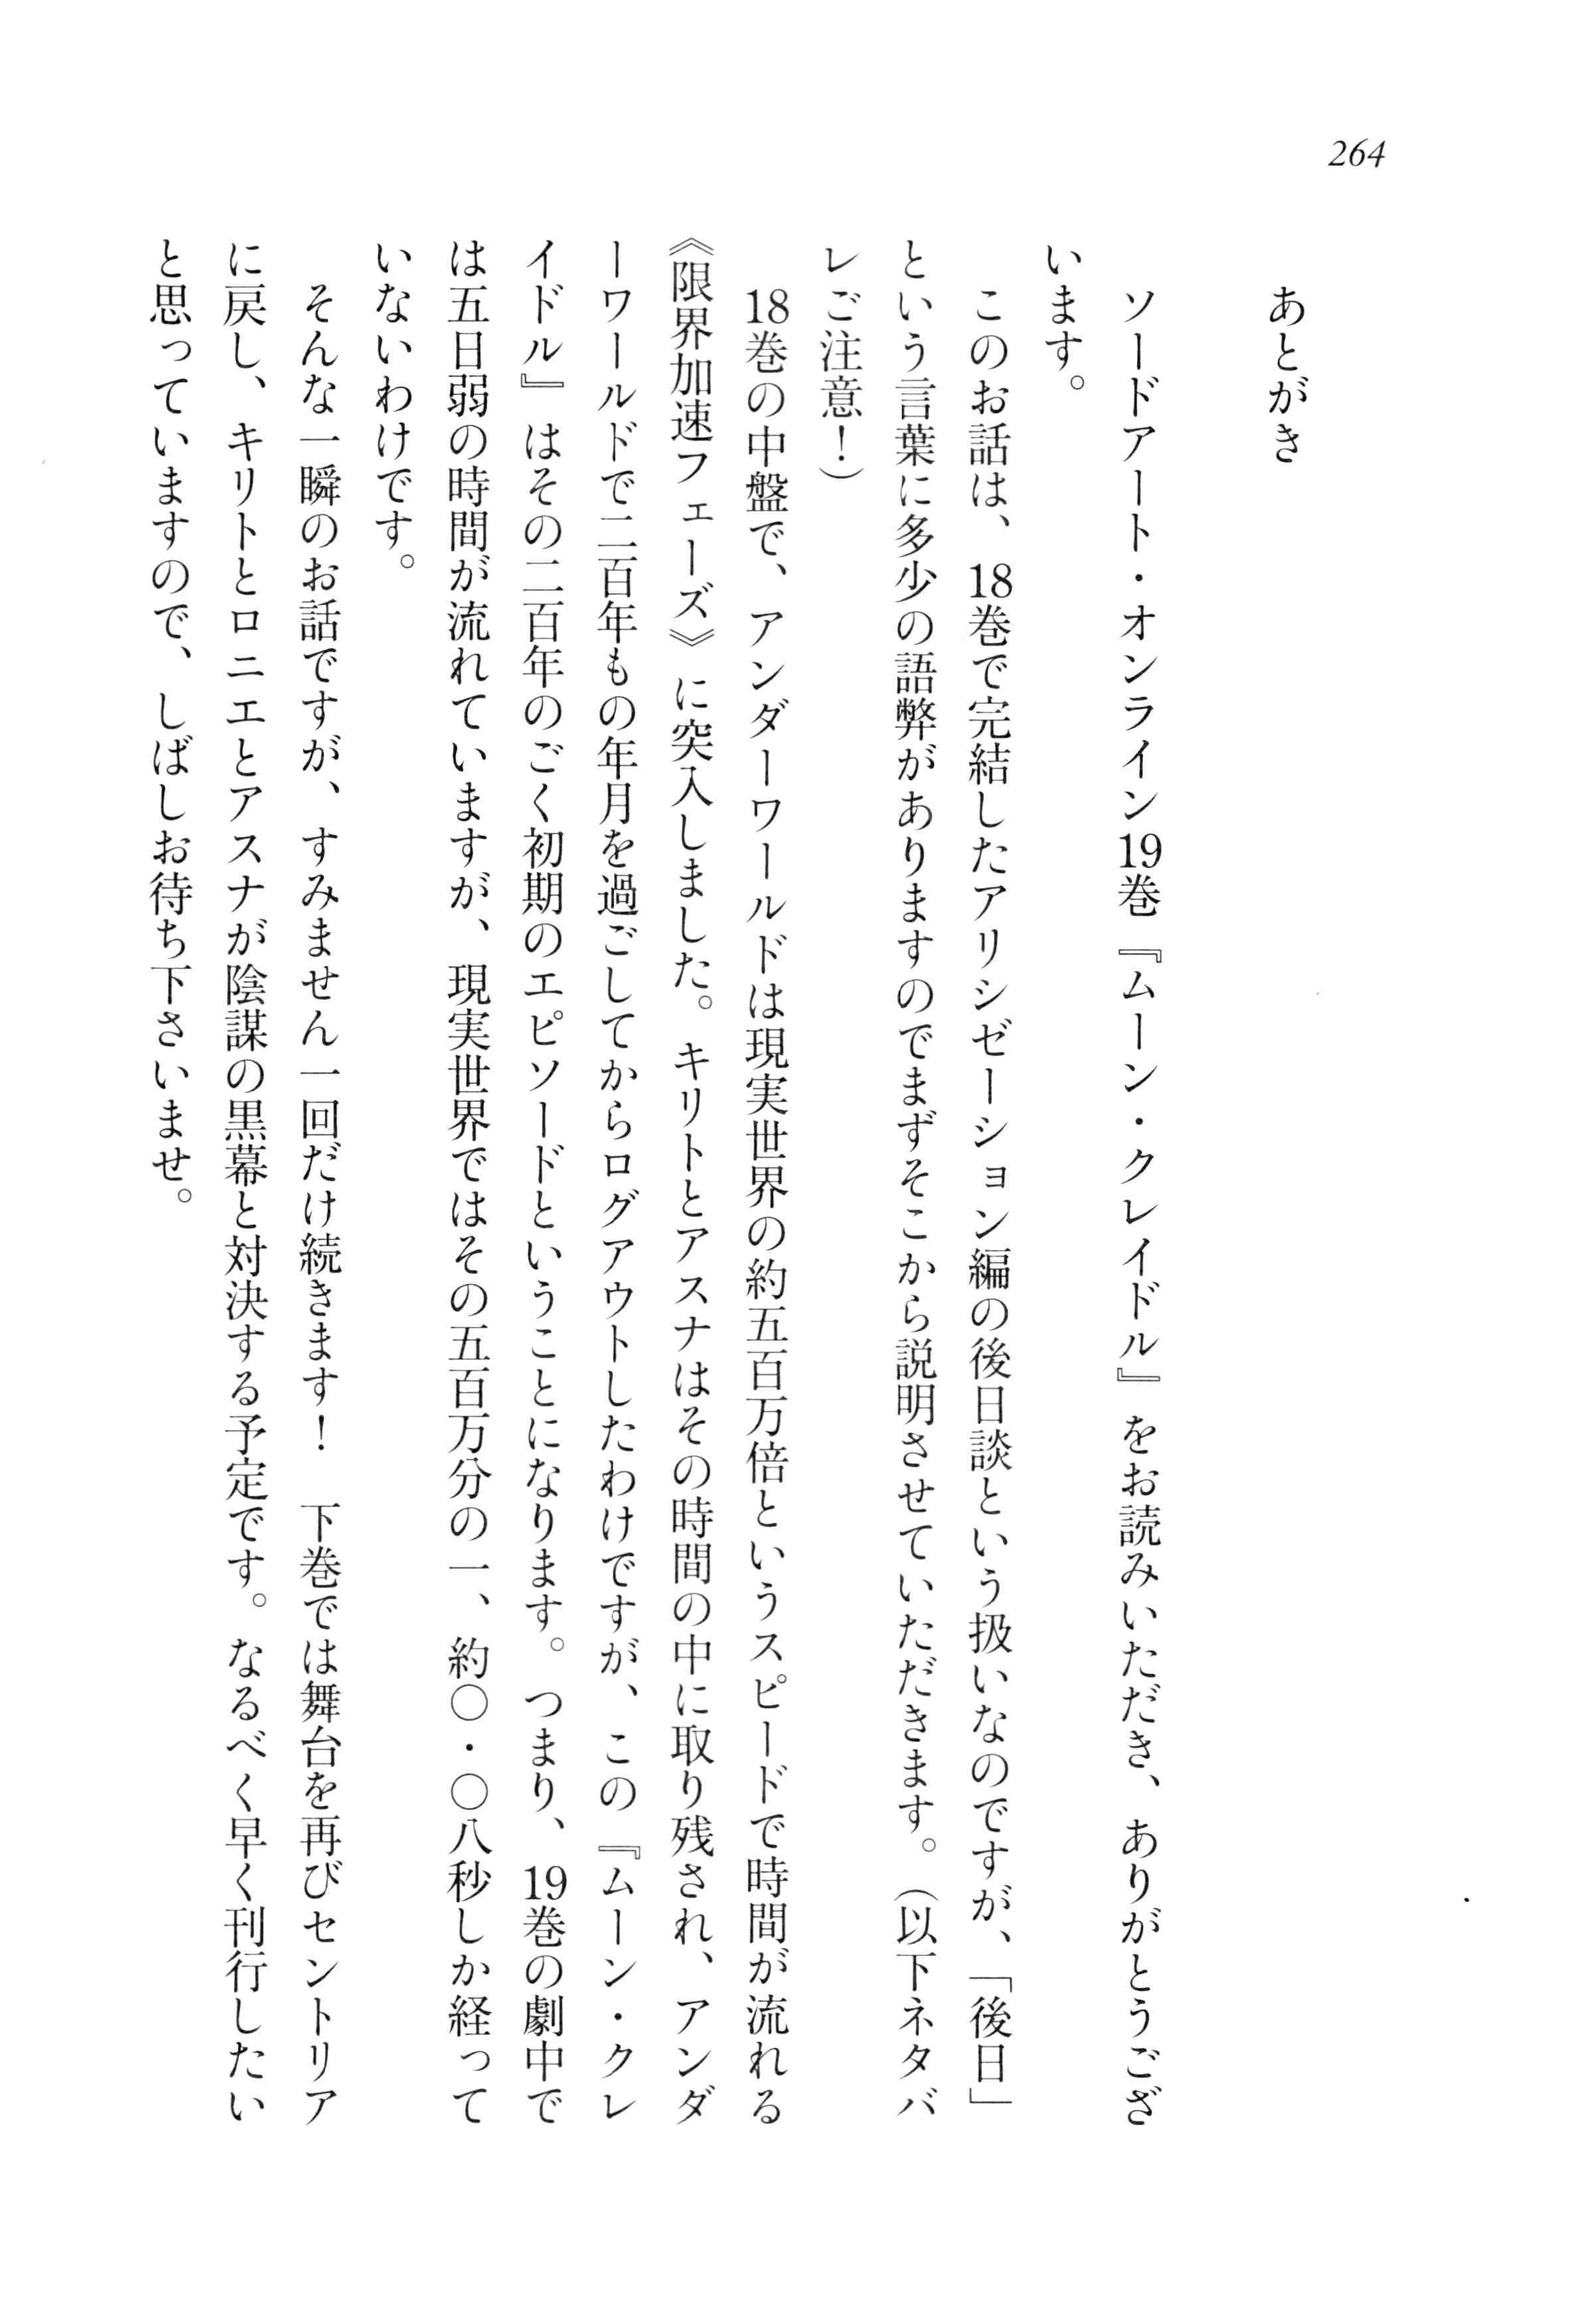 264
あとがき
ソードアート・オンライン19巻『ムーン・クレイドル』をお読みいただき、ありがとうござ
います。
このお話は、18巻で完結したアリシゼーション編の後日談という扱いなのですが、「後日」
という言葉に多少の語弊がありますのでまずそこから説明させていただきます。（以下ネタバ
レご注意！）
18巻の中盤で、アンダーワールドは現実世界の約五百万倍というスピードで時間が流れる
《限界加速フェーズ》に突入しました。キリトとアスナはその時間の中に取り残され、アンダ
ーワールドで二百年もの年月を過ごしてからログアウトしたわけですが、この『ムーン・クレ
イドル』はその二百年のごく初期のエピソードということになります。つまり、19巻の劇中で
は五日弱の時間が流れていますが、現実世界ではその五百万分の一、約〇・〇八秒しか経って
いないわけです。
そんな一瞬のお話ですが、すみません一回だけ続きます！　下巻では舞台を再びセントリア
に戻し、キリトとロニエとアスナが陰謀の黒幕と対決する予定です。なるべく早く刊行したい
と思っていますので、しばしお待ち下さいませ。